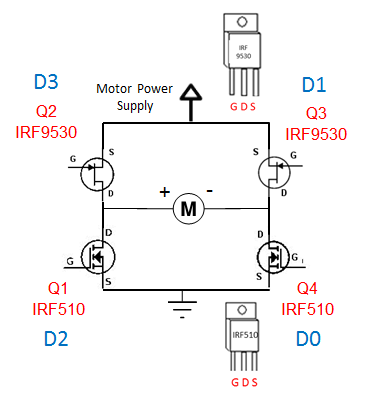 D3
Q2
IRF9530
Motor Power
Supply
IRF
9530
G D S
D1
Q3
IRF9530
S
G
D
S
G
D
+ M -
D
G
S
D
G
S
Q1
IRF510
D2
Q4
IRF510
D0
IRF510
G D S